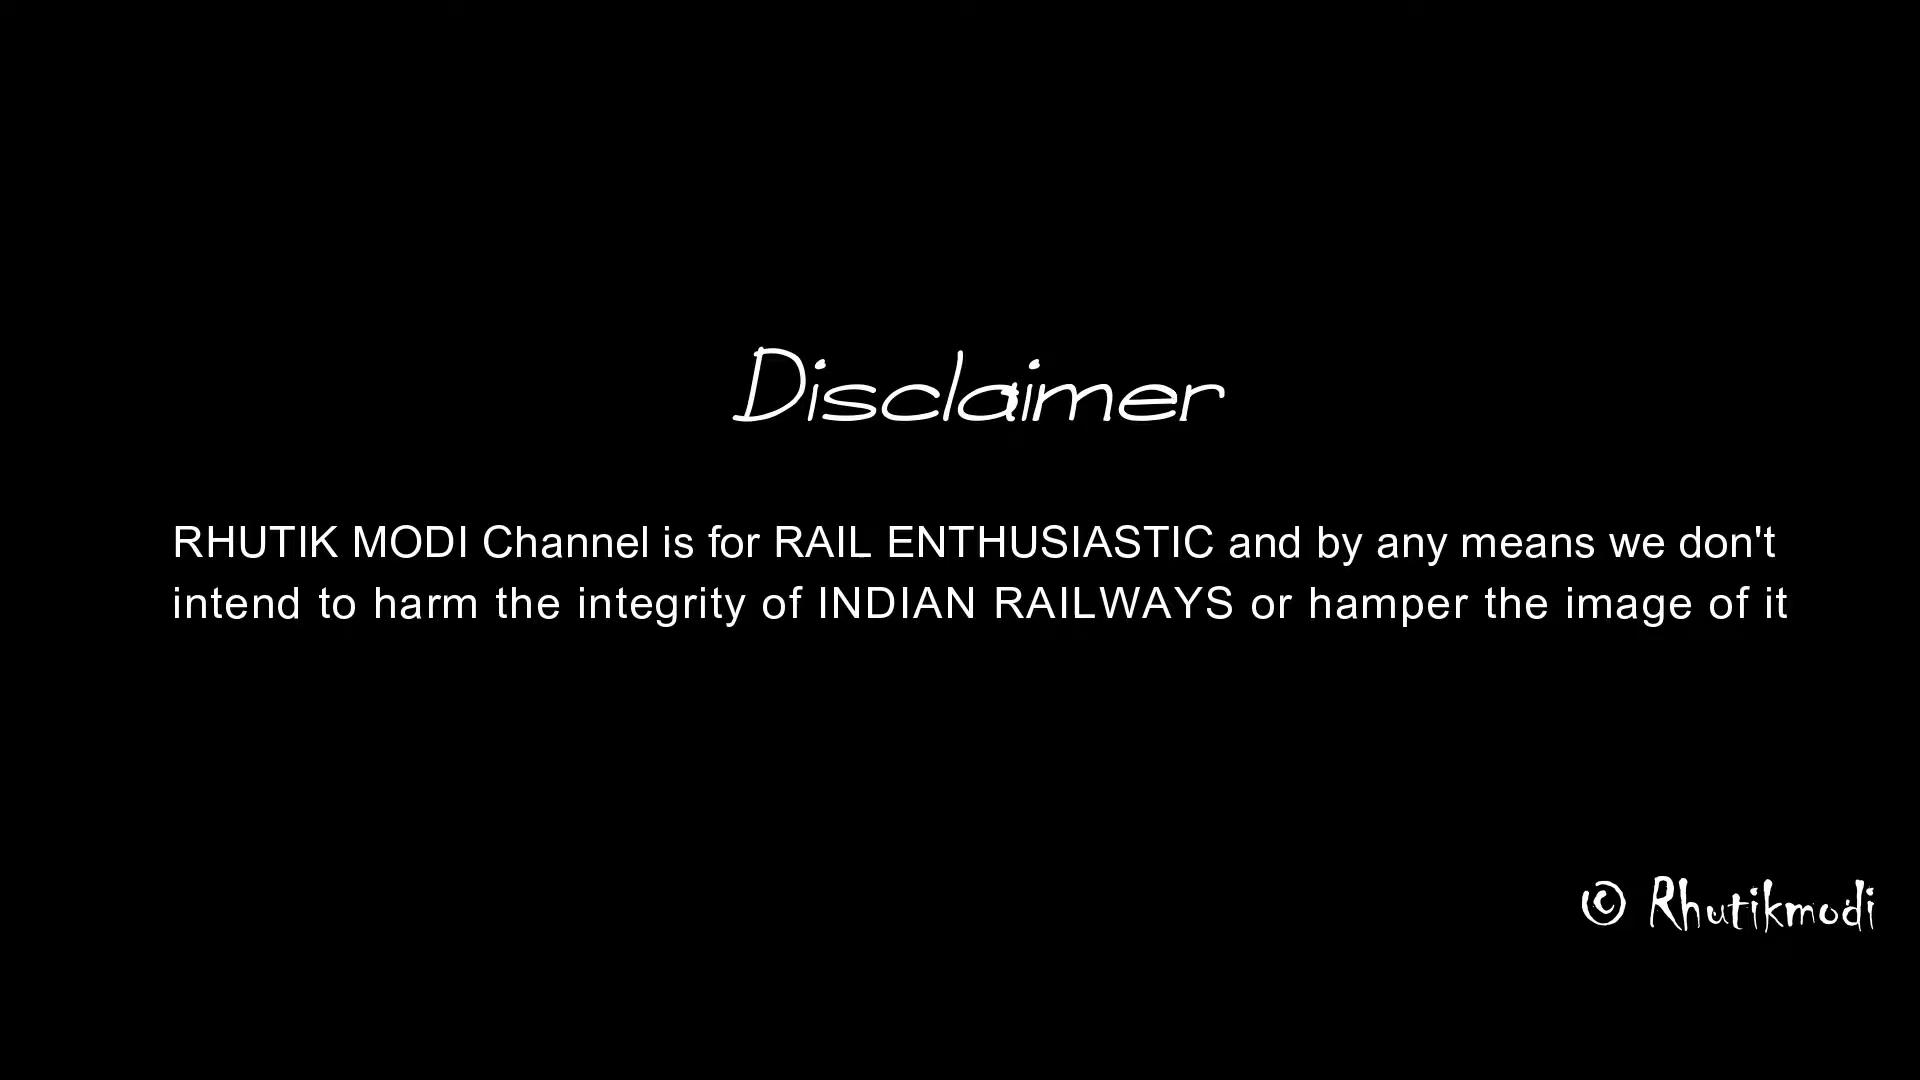 Disclaimer
RHUTIK MODI Channel is for RAIL ENTHUSIASTIC and by any means we don't
intend to harm the integrity of INDIAN RAILWAYS or hamper the image of it
© Rhutikmodi